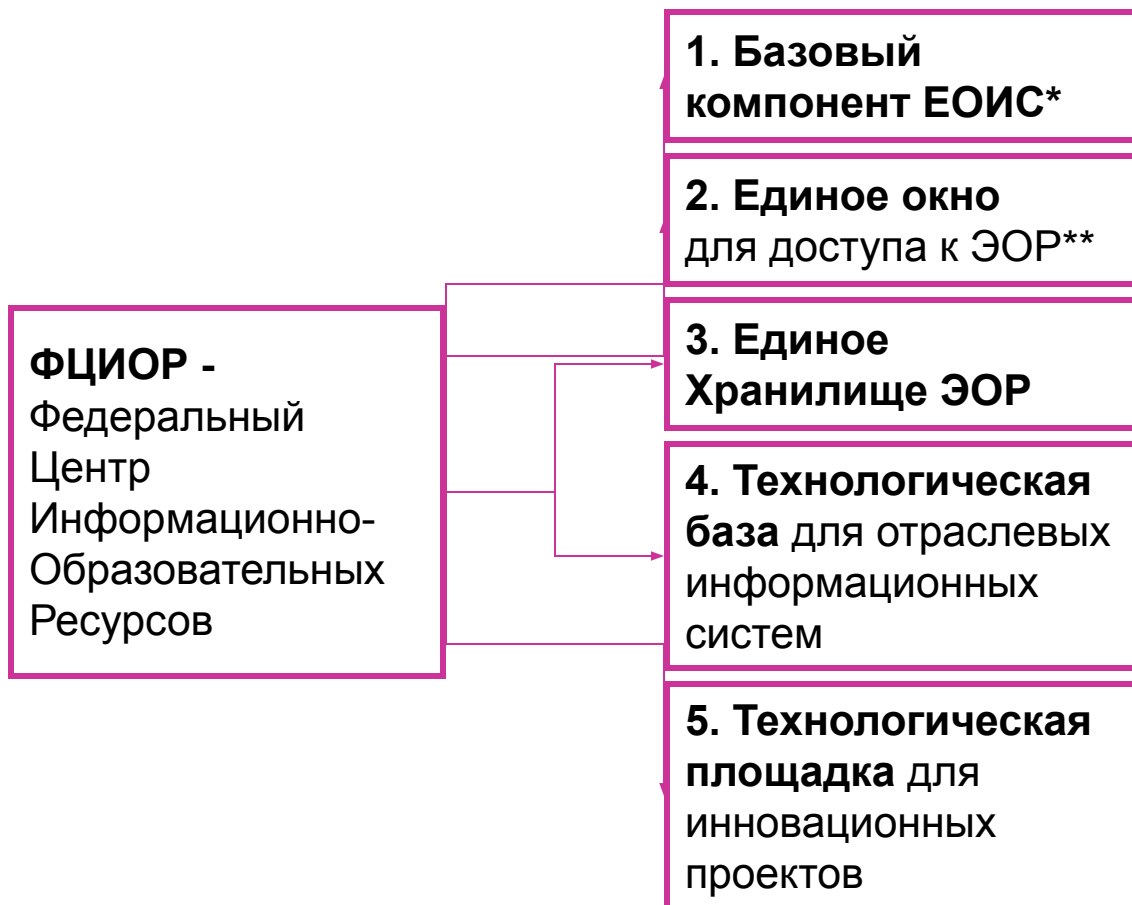 1. Базовый
компонент ЕОИС*
2. Единое окно
для доступа к ЭОР**
ФЦИОР -
Федеральный
Центр
Информационно-
Образовательных
Ресурсов
3. Единое
Хранилище ЭОР
4. Технологическая
база для отраслевых
информационных
систем
5. Технологическая
площадка для
инновационных
проектов